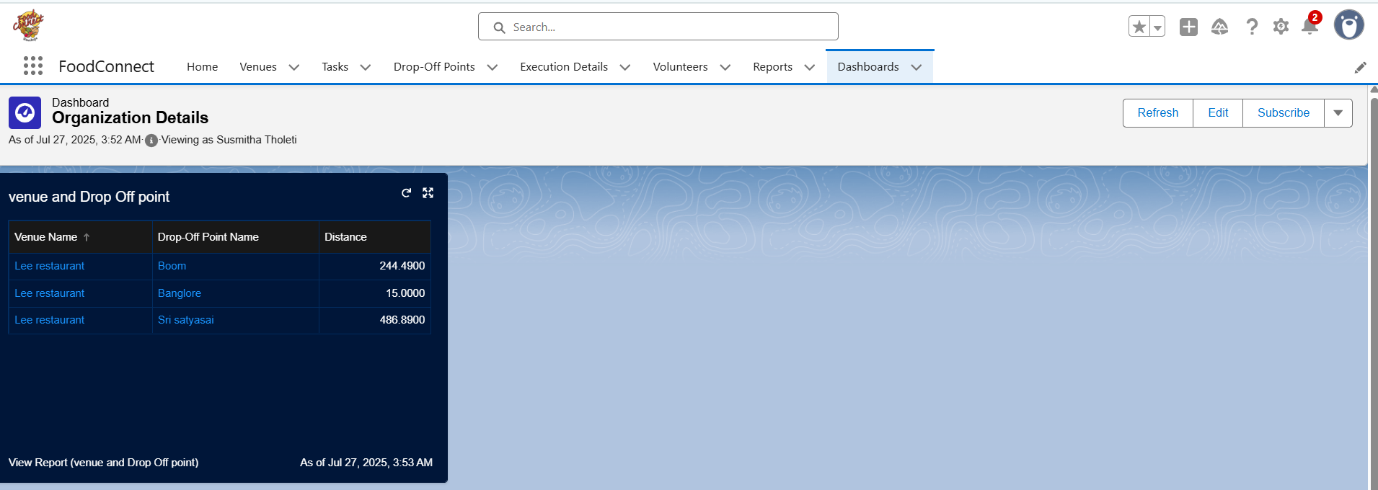 Food
Connect
Search...
2
FoodConnect
Home
Venues
Tasks
Drop-Off Points
Execution Details
Volunteers
Reports
Dashboards
Dashboard
Organization Details
As of Jul 27, 2025, 3:52 AM·Viewing as Susmitha Tholeti
Refresh
Edit
Subscribe
venue and Drop Off point
Venue Name ↑ Drop-Off Point Name Distance
Lee restaurant Boom 244.4900
Lee restaurant Banglore 15.0000
Lee restaurant Sri satyasai 486.8900
View Report (venue and Drop Off point) As of Jul 27, 2025, 3:53 AM